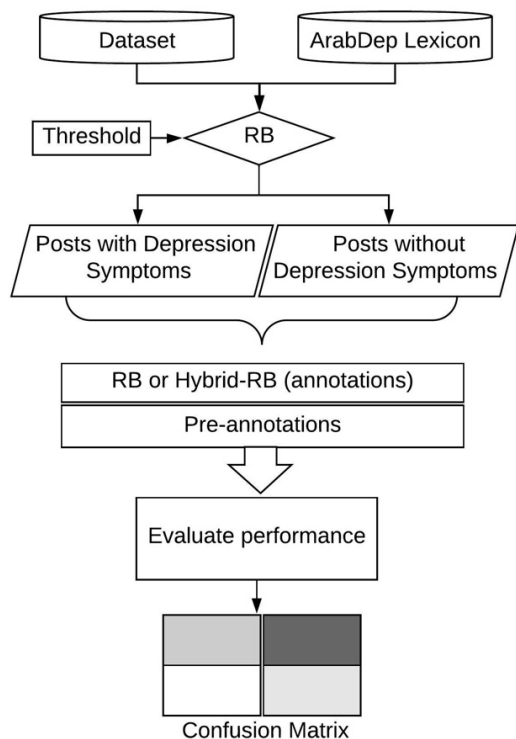 Dataset
ArabDep Lexicon
Threshold
RB
Posts with Depression
Symptoms
Posts without
Depression Symptoms
RB or Hybrid-RB (annotations)
Pre-annotations
Evaluate performance
Confusion Matrix